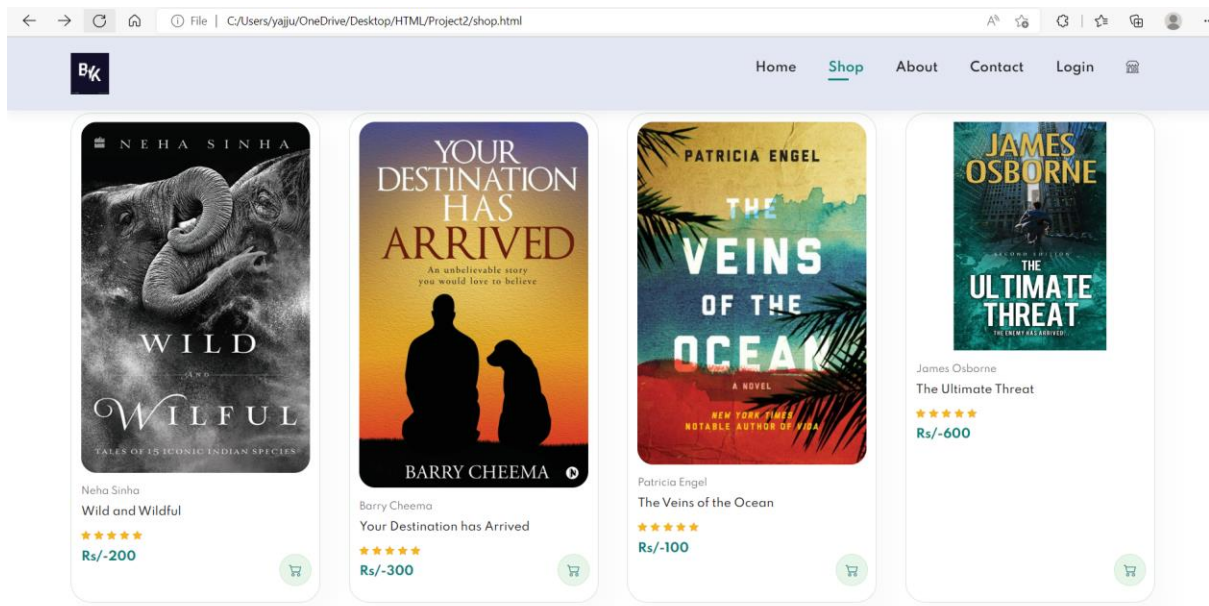 File | C:/Users/yajju/OneDrive/Desktop/HTML/Project2/shop.html
BYK
Home Shop About Contact Login
NEHA SINHA
WILD
AND
WILFUL
TALES OF 15 ICONIC INDIAN SPECIES
Neha Sinha
Wild and Wildful
Rs/-200
YOUR
DESTINATION
HAS
ARRIVED
An unbelievable story
you would love to believe
BARRY CHEEMA
Barry Cheema
Your Destination has Arrived
Rs/-300
PATRICIA ENGEL
THE
VEINS
OF THE
OCEAN
A NOVEL
NEW YORK TIMES
NOTABLE AUTHOR OF VIDA
Patricia Engel
The Veins of the Ocean
Rs/-100
JAMES
OSBORNE
SECOND EDITION
THE
ULTIMATE
THREAT
THE ENEMY HAS ARRIVED!
James Osborne
The Ultimate Threat
Rs/-600